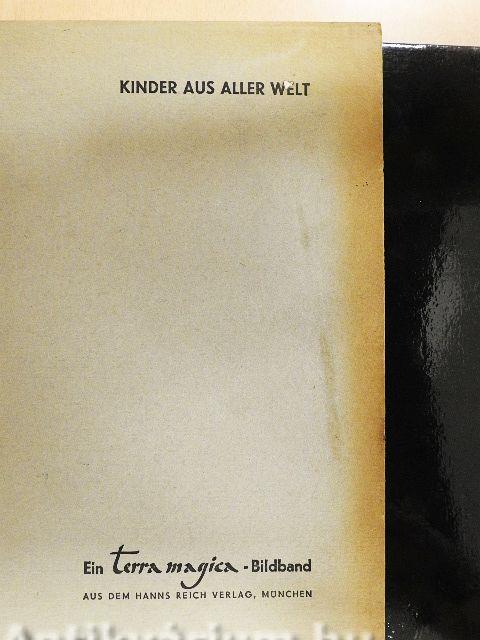 KINDER AUS ALLER WELT
Ein terra magica - Bildband
AUS DEM HANNS REICH VERLAG, MÜNCHEN